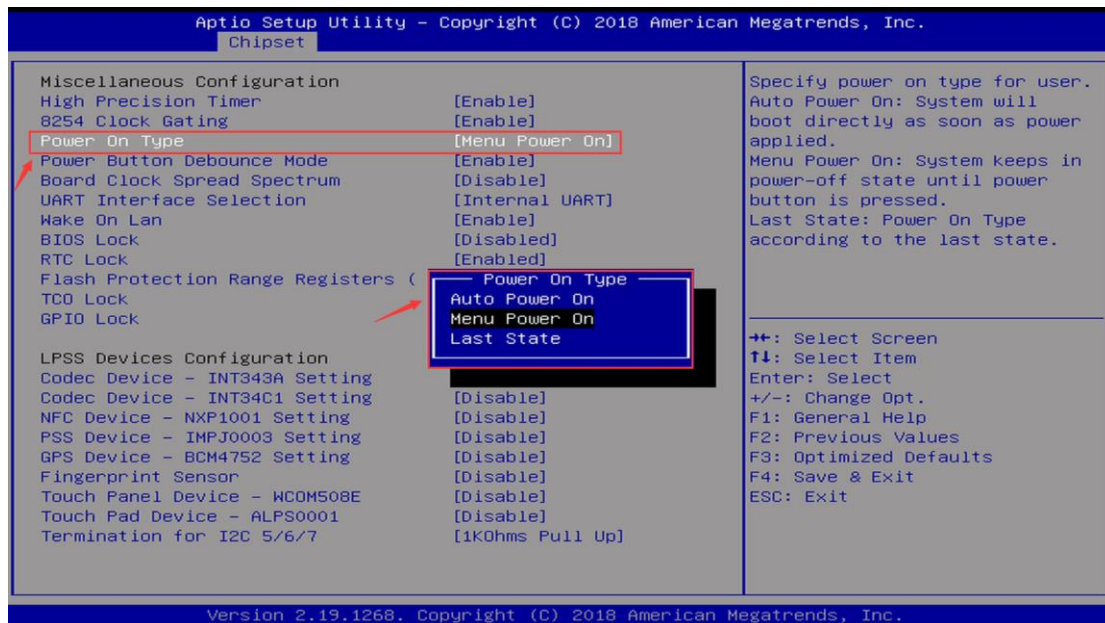 Aptio Setup Utility – Copyright (C) 2018 American Megatrends, Inc.
Chipset
Miscellaneous Configuration
High Precision Timer [Enable]
8254 Clock Gating [Enable]
Power On Type [Menu Power On]
Power Button Debounce Mode [Enable]
Board Clock Spread Spectrum [Disable]
UART Interface Selection [Internal UART]
Wake On Lan [Enable]
BIOS Lock [Disabled]
RTC Lock [Enabled]
Flash Protection Range Registers (
TCO Lock
GPIO Lock
LPSS Devices Configuration
Codec Device – INT343A Setting
Codec Device – INT34C1 Setting [Disable]
NFC Device – NXP1001 Setting [Disable]
PSS Device – IMPJ0003 Setting [Disable]
GPS Device – BCM4752 Setting [Disable]
Fingerprint Sensor [Disable]
Touch Panel Device – WCOM508E [Disable]
Touch Pad Device – ALPS0001 [Disable]
Termination for I2C 5/6/7 [1KOhms Pull Up]
Power On Type
Auto Power On
Menu Power On
Last State
Specify power on type for user.
Auto Power On: System will
boot directly as soon as power
applied.
Menu Power On: System keeps in
power-off state until power
button is pressed.
Last State: Power On Type
according to the last state.
→←: Select Screen
↑↓: Select Item
Enter: Select
+/-: Change Opt.
F1: General Help
F2: Previous Values
F3: Optimized Defaults
F4: Save & Exit
ESC: Exit
Version 2.19.1268. Copyright (C) 2018 American Megatrends, Inc.